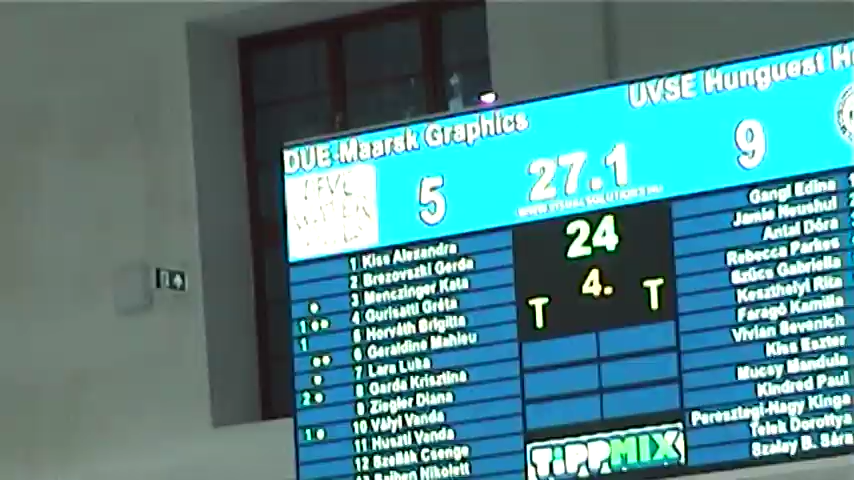 DUE-Maarsk Graphics
UVSE Hunguest
5
27.1
9
24
4.
T
T
1 Kiss Alexandra
2 Brezovszki Gerda
3 Menczinger Kata
4 Gurisatti Gréta
5 Horváth Brigitta
6 Geraldine Mahieu
7 Lara Luka
8 Garda Krisztina
9 Ziegler Diana
10 Vályi Vanda
11 Huszti Vanda
12 Szellák Csenge
Nikolett
Gangl Edina
Jamie Neushul
Antal Dóra
Rebecca Parkes
Szücs Gabriella
Keszthelyi Rita
Faragó Kamilla
Vivian Sevenich
Kiss Eszter
Mucsy Mandula
Kindred Paul
Peresztegi-Nagy Kinga
Telek Dorottya
Szalay B. Sára
TiPPMIX